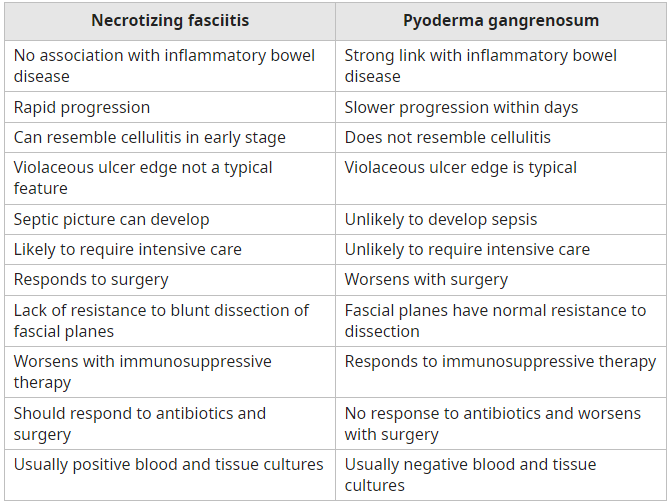 Necrotizing fasciitis
Pyoderma gangrenosum
No association with inflammatory bowel
disease
Strong link with inflammatory bowel
disease
Rapid progression
Slower progression within days
Can resemble cellulitis in early stage
Does not resemble cellulitis
Violaceous ulcer edge not a typical
feature
Violaceous ulcer edge is typical
Septic picture can develop
Unlikely to develop sepsis
Likely to require intensive care
Unlikely to require intensive care
Responds to surgery
Worsens with surgery
Lack of resistance to blunt dissection of
fascial planes
Fascial planes have normal resistance to
dissection
Worsens with immunosuppressive
therapy
Responds to immunosuppressive therapy
Should respond to antibiotics and
surgery
No response to antibiotics and worsens
with surgery
Usually positive blood and tissue cultures
Usually negative blood and tissue
cultures